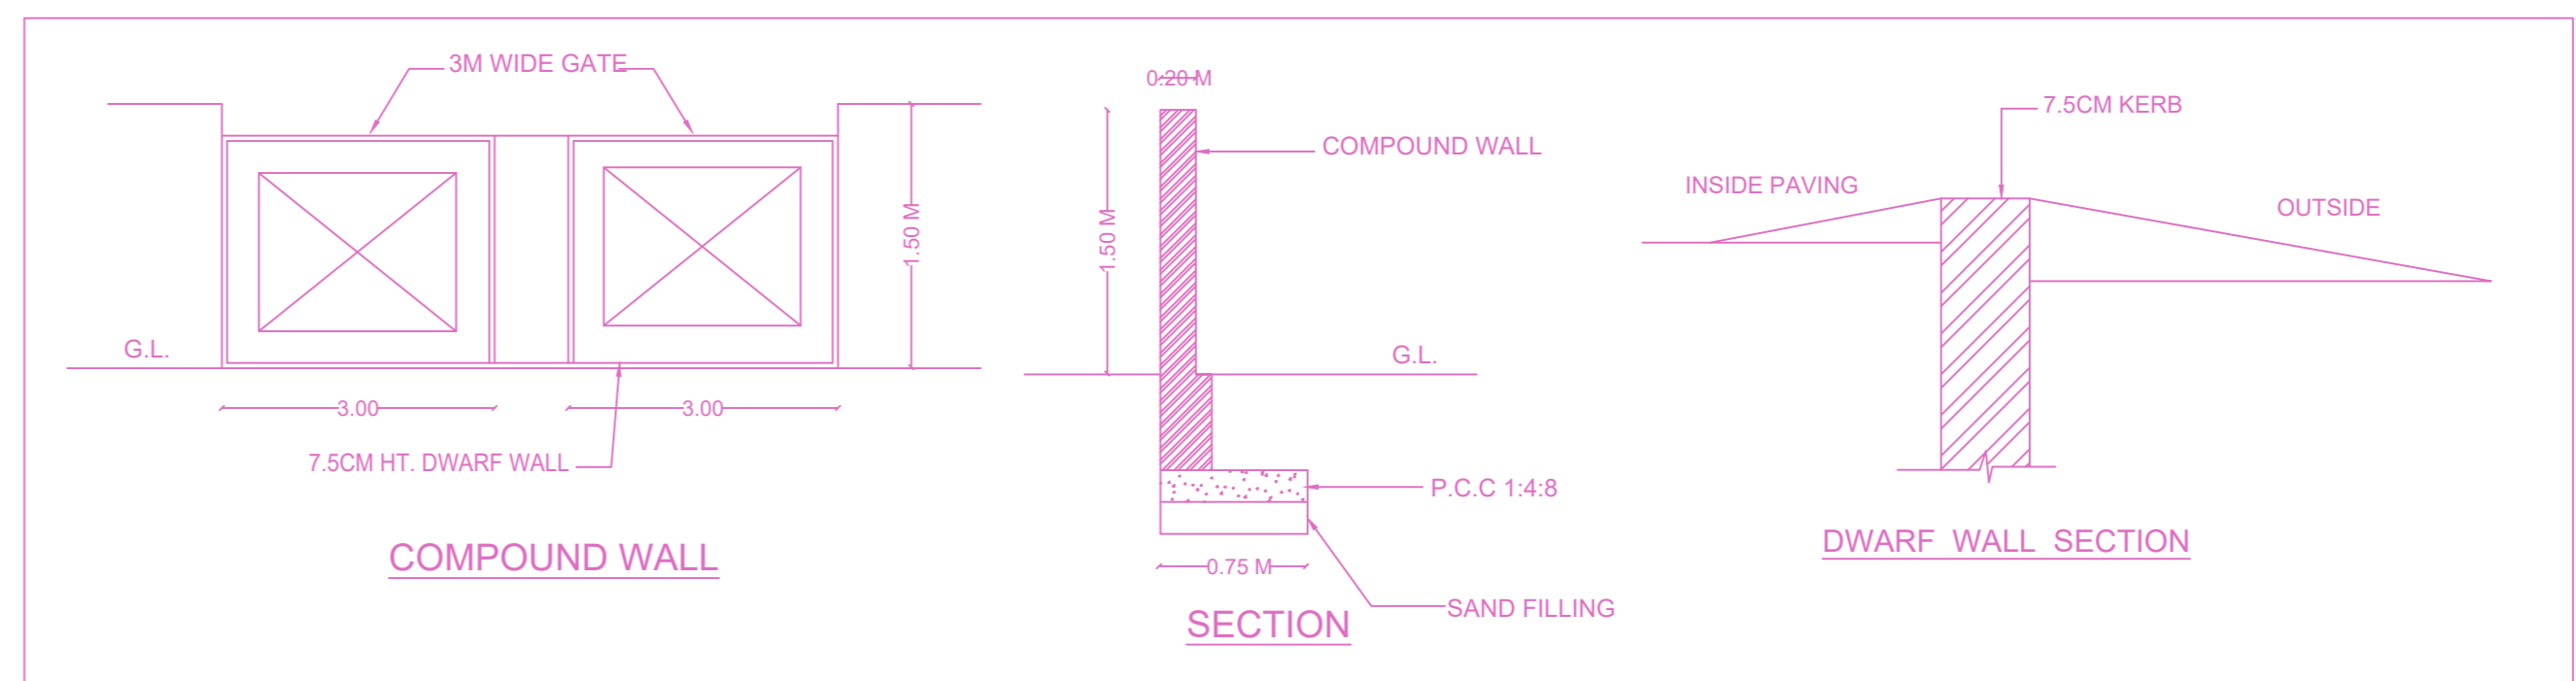 3M WIDE GATE
1.50 M
G.L.
3.00
3.00
7.5CM HT. DWARF WALL
COMPOUND WALL
0.20 M
COMPOUND WALL
1.50 M
G.L.
P.C.C 1:4:8
0.75 M
SAND FILLING
SECTION
7.5CM KERB
INSIDE PAVING
OUTSIDE
DWARF WALL SECTION